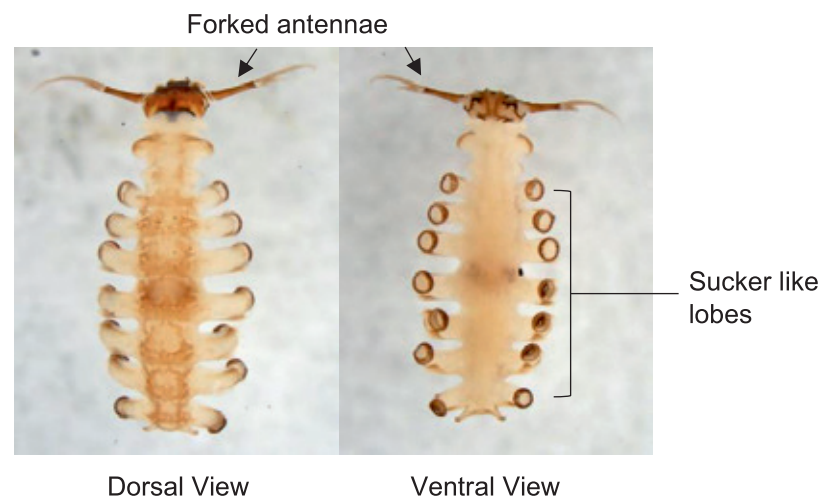 Forked antennae
Sucker like
lobes
Dorsal View
Ventral View